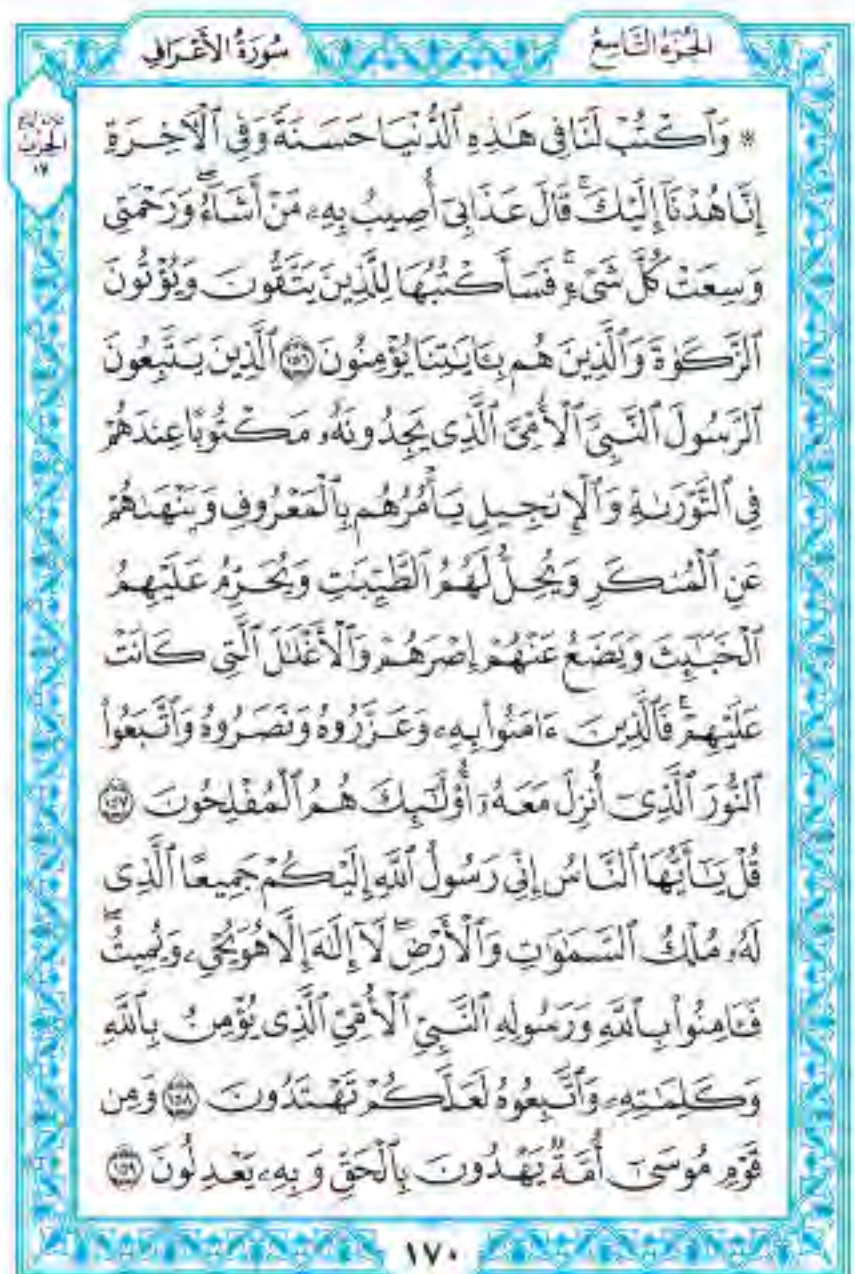 الجزء التاسع
سورة الأعراف
الحزب
١٧
۞ وَٱكۡتُبۡ لَنَا فِي هَٰذِهِ ٱلدُّنۡيَا حَسَنَةٗ وَفِي ٱلۡأٓخِرَةِ
إِنَّا هُدۡنَآ إِلَيۡكَۚ قَالَ عَذَابِيٓ أُصِيبُ بِهِۦ مَنۡ أَشَآءُۖ وَرَحۡمَتِي
وَسِعَتۡ كُلَّ شَيۡءٖۚ فَسَأَكۡتُبُهَا لِلَّذِينَ يَتَّقُونَ وَيُؤۡتُونَ
ٱلزَّكَوٰةَ وَٱلَّذِينَ هُم بِـَٔايَٰتِنَا يُؤۡمِنُونَ ١٥٦ ٱلَّذِينَ يَتَّبِعُونَ
ٱلرَّسُولَ ٱلنَّبِيَّ ٱلۡأُمِّيَّ ٱلَّذِي يَجِدُونَهُۥ مَكۡتُوبًا عِندَهُمۡ
فِي ٱلتَّوۡرَىٰةِ وَٱلۡإِنجِيلِ يَأۡمُرُهُم بِٱلۡمَعۡرُوفِ وَيَنۡهَىٰهُمۡ
عَنِ ٱلۡمُنكَرِ وَيُحِلُّ لَهُمُ ٱلطَّيِّبَٰتِ وَيُحَرِّمُ عَلَيۡهِمُ
ٱلۡخَبَٰٓئِثَ وَيَضَعُ عَنۡهُمۡ إِصۡرَهُمۡ وَٱلۡأَغۡلَٰلَ ٱلَّتِي كَانَتۡ
عَلَيۡهِمۡۚ فَٱلَّذِينَ ءَامَنُواْ بِهِۦ وَعَزَّرُوهُ وَنَصَرُوهُ وَٱتَّبَعُواْ
ٱلنُّورَ ٱلَّذِيٓ أُنزِلَ مَعَهُۥٓ أُوْلَٰٓئِكَ هُمُ ٱلۡمُفۡلِحُونَ ١٥٧
قُلۡ يَٰٓأَيُّهَا ٱلنَّاسُ إِنِّي رَسُولُ ٱللَّهِ إِلَيۡكُمۡ جَمِيعًا ٱلَّذِي
لَهُۥ مُلۡكُ ٱلسَّمَٰوَٰتِ وَٱلۡأَرۡضِۖ لَآ إِلَٰهَ إِلَّا هُوَ يُحۡيِۦ وَيُمِيتُۖ
فَـَٔامِنُواْ بِٱللَّهِ وَرَسُولِهِ ٱلنَّبِيِّ ٱلۡأُمِّيِّ ٱلَّذِي يُؤۡمِنُ بِٱللَّهِ
وَكَلِمَٰتِهِۦ وَٱتَّبِعُوهُ لَعَلَّكُمۡ تَهۡتَدُونَ ١٥٨ وَمِن
قَوۡمِ مُوسَىٰٓ أُمَّةٞ يَهۡدُونَ بِٱلۡحَقِّ وَبِهِۦ يَعۡدِلُونَ ١٥٩
١٧٠